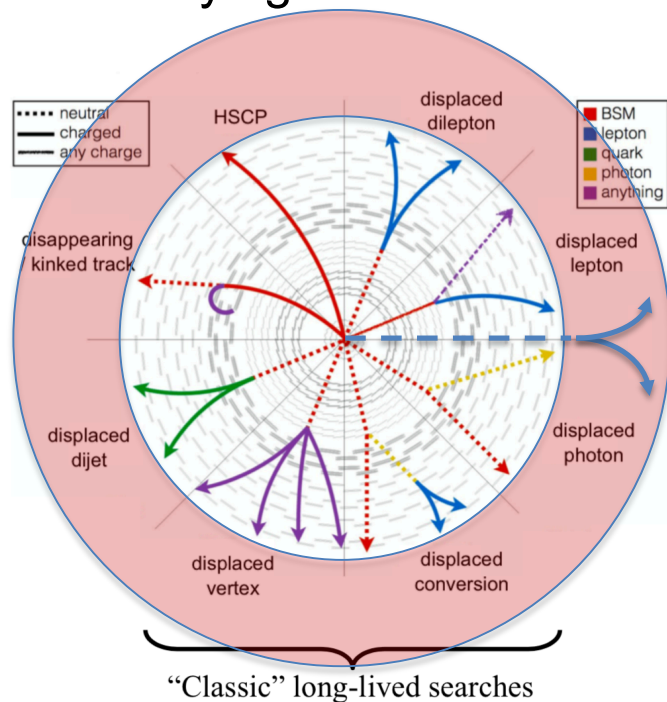 neutral
charged
any charge
HSCP
displaced
dilepton
BSM
lepton
quark
photon
anything
disappearing
/ kinked track
displaced
lepton
displaced
dijet
displaced
photon
displaced
vertex
displaced
conversion
“Classic” long-lived searches